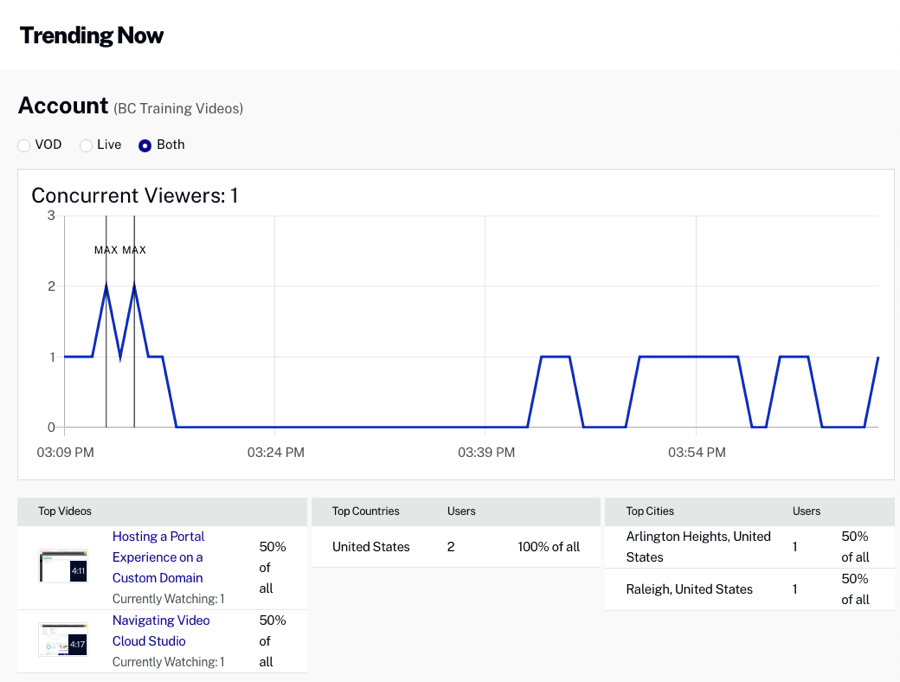 Trending Now
Account (BC Training Videos)
VOD Live Both
Concurrent Viewers: 1
3
MAX MAX
2
1
0
03:09 PM 03:24 PM 03:39 PM 03:54 PM
Top Videos
Hosting a Portal
Experience on a
Custom Domain
Currently Watching: 1
4:11
50%
of
all
Navigating Video
Cloud Studio
Currently Watching: 1
4:17
50%
of
all
Top Countries Users
United States 2 100% of all
Top Cities Users
Arlington Heights, United
States
1
50%
of all
Raleigh, United States
1
50%
of all